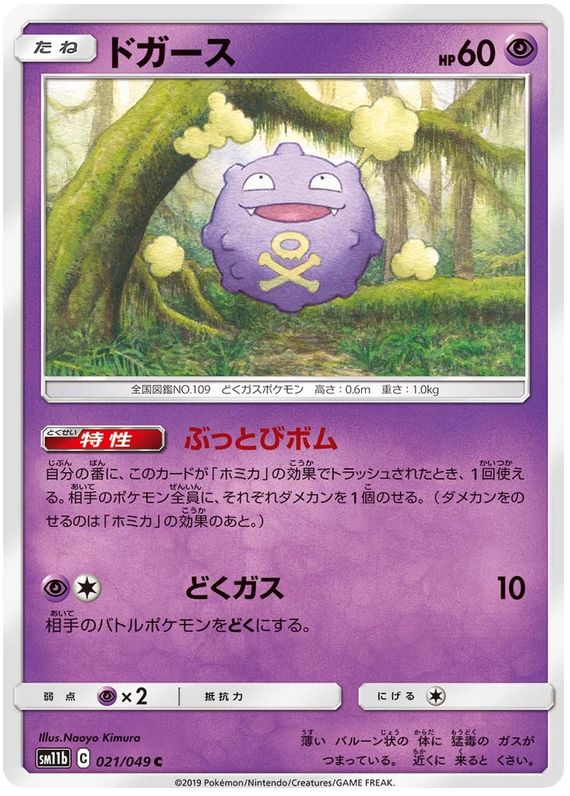 たね ドガース HP60
全国図鑑NO.109 どくガスポケモン 高さ：0.6m 重さ：1.0kg
とくせい
特性 ぶっとびボム
自分の番に、このカードが「ホミカ」の効果でトラッシュされたとき、1回使え
る。相手のポケモン全員に、それぞれダメカンを1個のせる。（ダメカンをの
せるのは「ホミカ」の効果のあと。）
どくガス 10
相手のバトルポケモンをどくにする。
弱点 ×2 抵抗力 にげる
Illus.Naoyo Kimura
sm11b C 021/049 C
薄い バルーン状の 体に 猛毒の ガスが
つまっている。 近くに 来ると くさい。
©2019 Pokémon/Nintendo/Creatures/GAME FREAK.